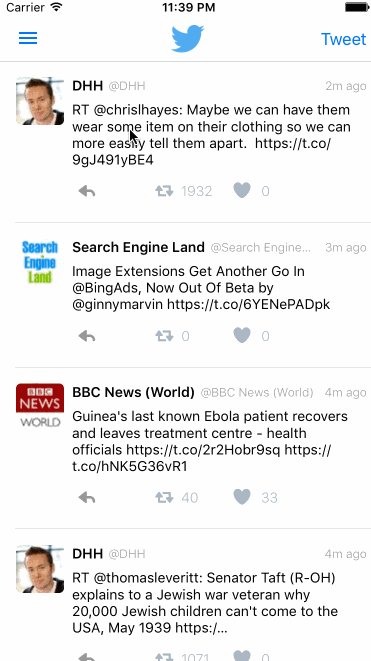 Carrier 11:39 PM
Tweet
DHH @DHH 2m ago
RT @chrislhayes: Maybe we can have them
wear some item on their clothing so we can
more easily tell them apart.  https://t.co/
9gJ491yBE4
1932 0
Search Engine Land @Search Engine... 3m ago
Search
Engine
Land
Image Extensions Get Another Go In
@BingAds, Now Out Of Beta by
@ginnymarvin https://t.co/6YENePADpk
0 0
BBC News (World) @BBC News (World) 4m ago
BBC
NEWS
WORLD
Guinea's last known Ebola patient recovers
and leaves treatment centre - health
officials https://t.co/2r2Hobr9sq https://
t.co/hNK5G36vR1
40 33
DHH @DHH 4m ago
RT @thomasleveritt: Senator Taft (R-OH)
explains to a Jewish war veteran why
20,000 Jewish children can't come to the
USA, May 1939 https:/...
1071 0